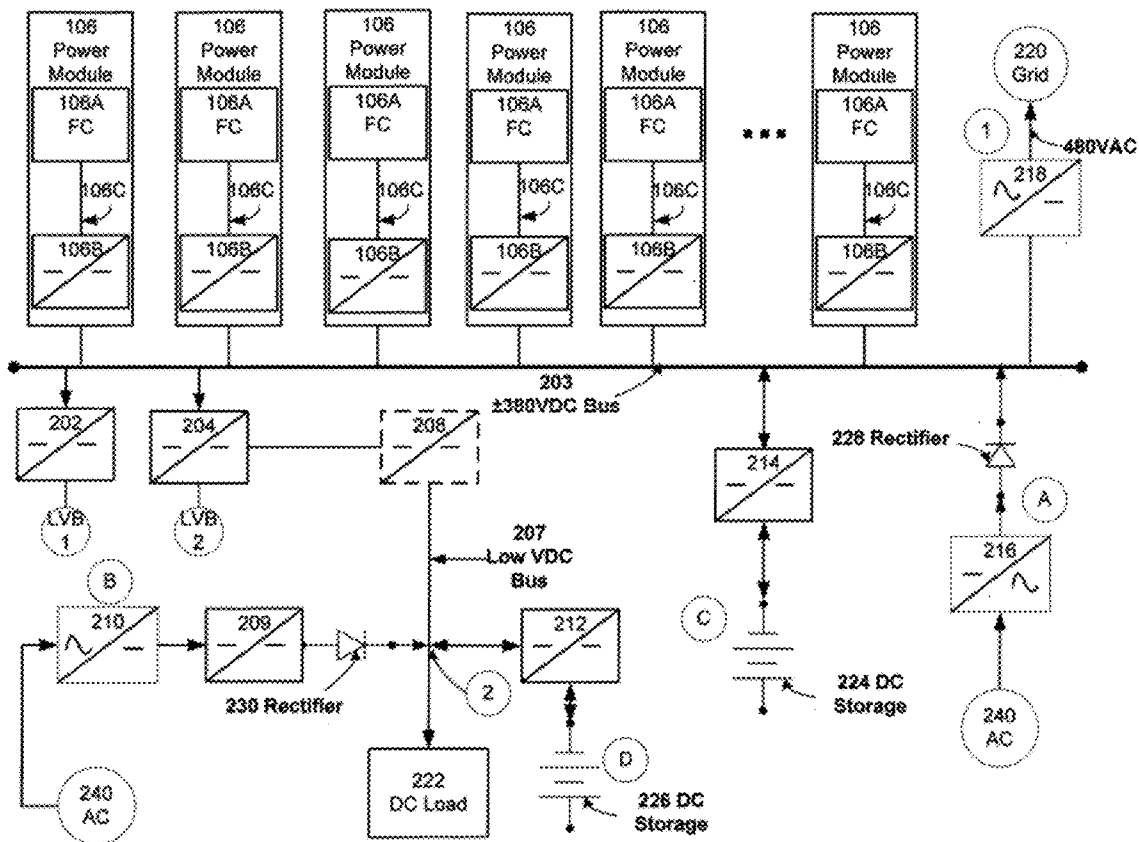 106
Power
Module
106A
FC
106C
106B
106
Power
Module
106A
FC
106C
106B
106
Power
Module
106A
FC
106C
106B
106
Power
Module
106A
FC
106C
106B
106
Power
Module
106A
FC
106C
106B
106
Power
Module
106A
FC
106B
220
Grid
1
480VAC
218
203
±380VDC Bus
202
204
LVB
1
LVB
2
214
228 Rectifier
A
216
207
Low VDC
Bus
B
210
209
230 Rectifier
2
212
C
224 DC
Storage
240
AC
240
AC
222
DC Load
D
226 DC
Storage